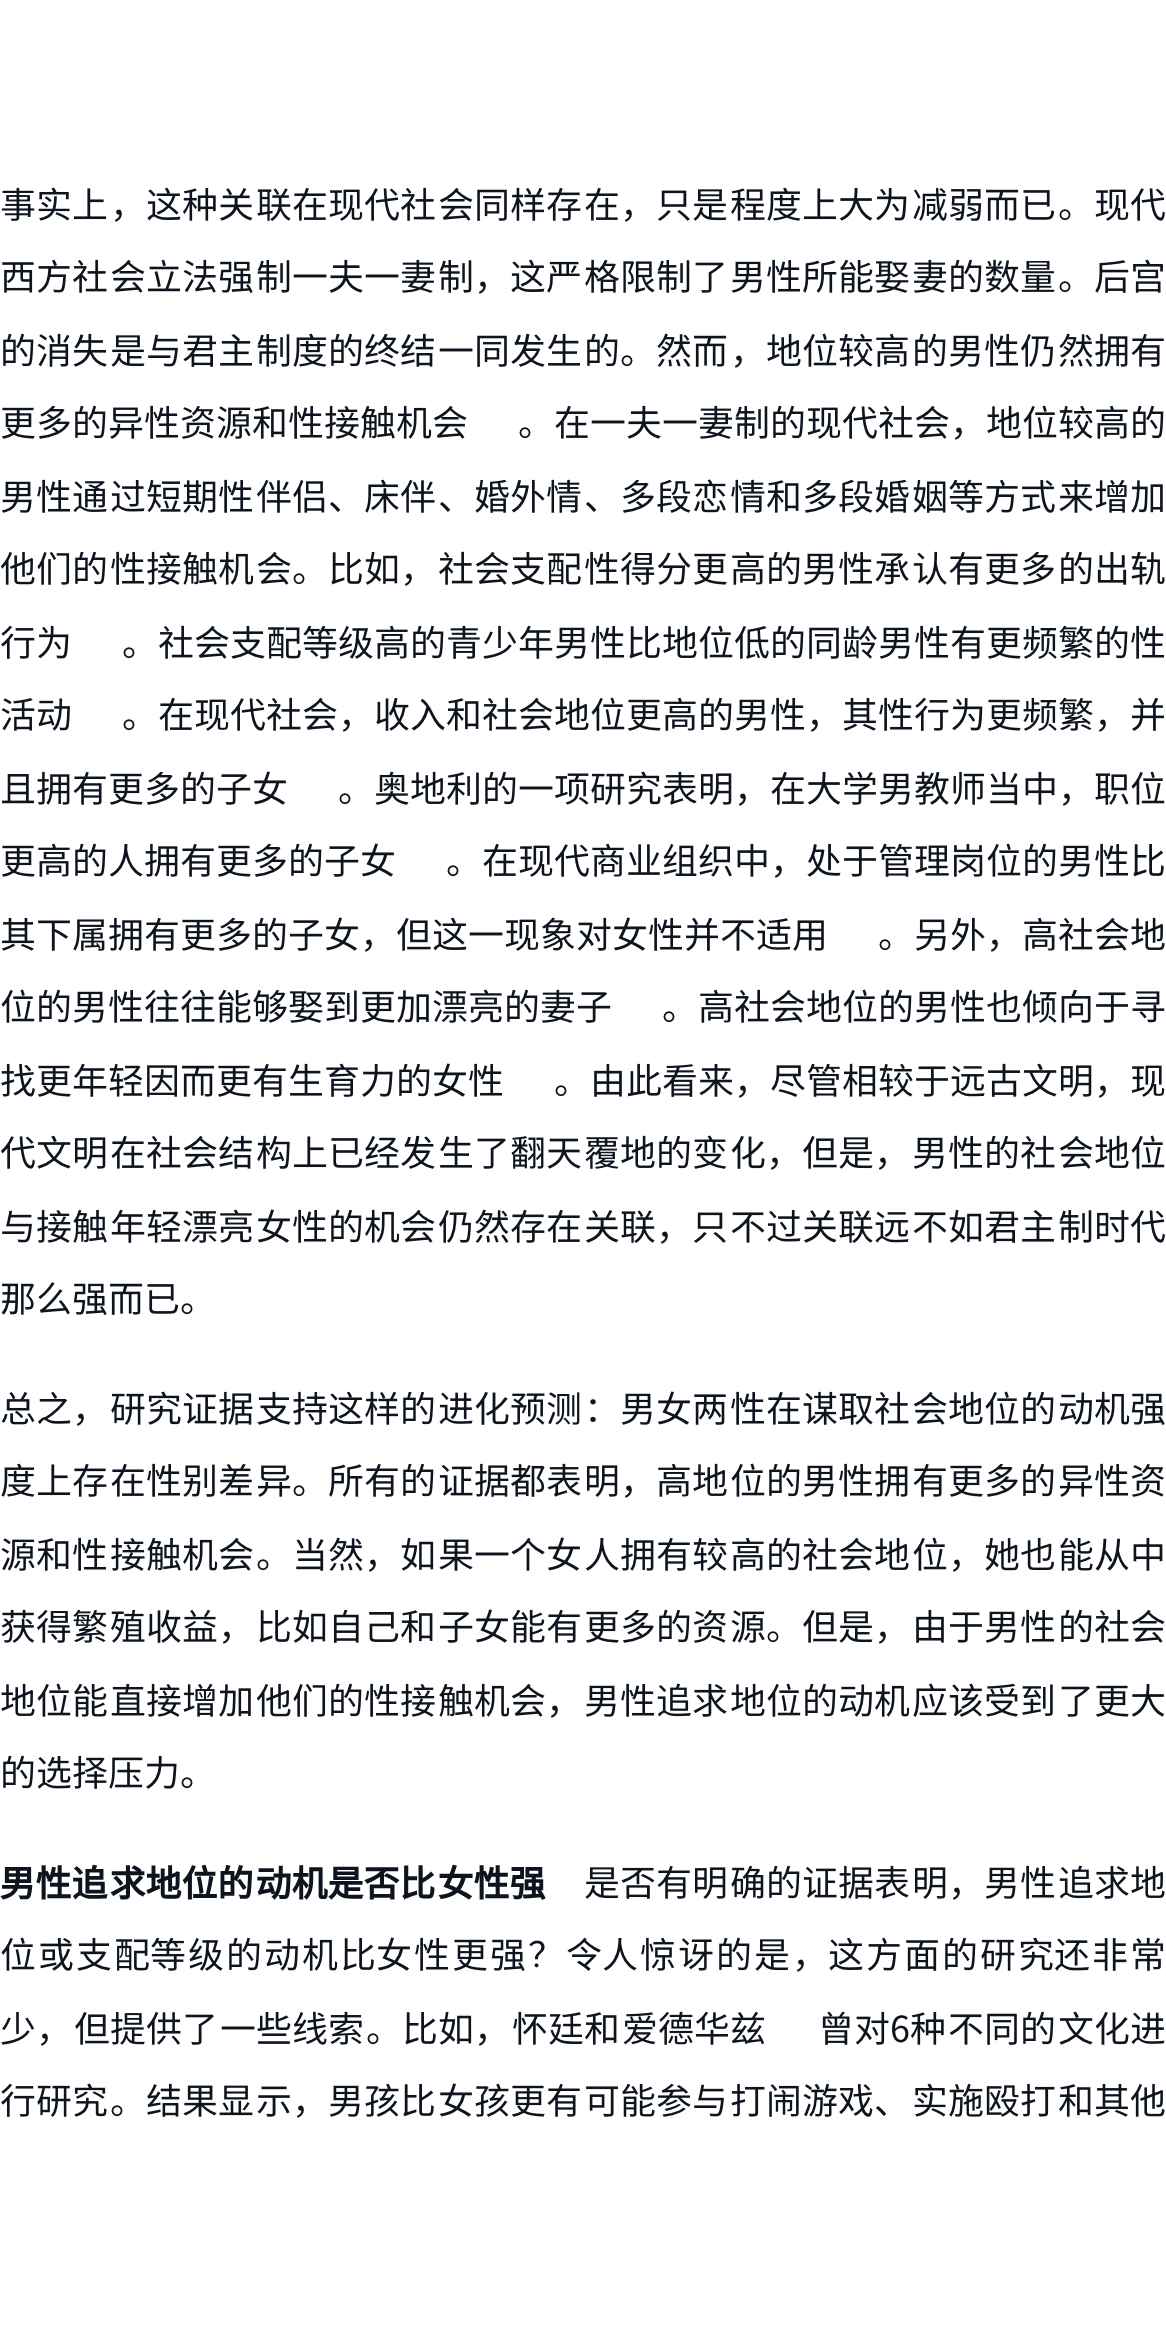 事实上，这种关联在现代社会同样存在，只是程度上大为减弱而已。现代
西方社会立法强制一夫一妻制，这严格限制了男性所能娶妻的数量。后宫
的消失是与君主制度的终结一同发生的。然而，地位较高的男性仍然拥有
更多的异性资源和性接触机会　。在一夫一妻制的现代社会，地位较高的
男性通过短期性伴侣、床伴、婚外情、多段恋情和多段婚姻等方式来增加
他们的性接触机会。比如，社会支配性得分更高的男性承认有更多的出轨
行为　。社会支配等级高的青少年男性比地位低的同龄男性有更频繁的性
活动　。在现代社会，收入和社会地位更高的男性，其性行为更频繁，并
且拥有更多的子女　。奥地利的一项研究表明，在大学男教师当中，职位
更高的人拥有更多的子女　。在现代商业组织中，处于管理岗位的男性比
其下属拥有更多的子女，但这一现象对女性并不适用　。另外，高社会地
位的男性往往能够娶到更加漂亮的妻子　。高社会地位的男性也倾向于寻
找更年轻因而更有生育力的女性　。由此看来，尽管相较于远古文明，现
代文明在社会结构上已经发生了翻天覆地的变化，但是，男性的社会地位
与接触年轻漂亮女性的机会仍然存在关联，只不过关联远不如君主制时代
那么强而已。
总之，研究证据支持这样的进化预测：男女两性在谋取社会地位的动机强
度上存在性别差异。所有的证据都表明，高地位的男性拥有更多的异性资
源和性接触机会。当然，如果一个女人拥有较高的社会地位，她也能从中
获得繁殖收益，比如自己和子女能有更多的资源。但是，由于男性的社会
地位能直接增加他们的性接触机会，男性追求地位的动机应该受到了更大
的选择压力。
男性追求地位的动机是否比女性强　是否有明确的证据表明，男性追求地
位或支配等级的动机比女性更强？令人惊讶的是，这方面的研究还非常
少，但提供了一些线索。比如，怀廷和爱德华兹　曾对6种不同的文化进
行研究。结果显示，男孩比女孩更有可能参与打闹游戏、实施殴打和其他